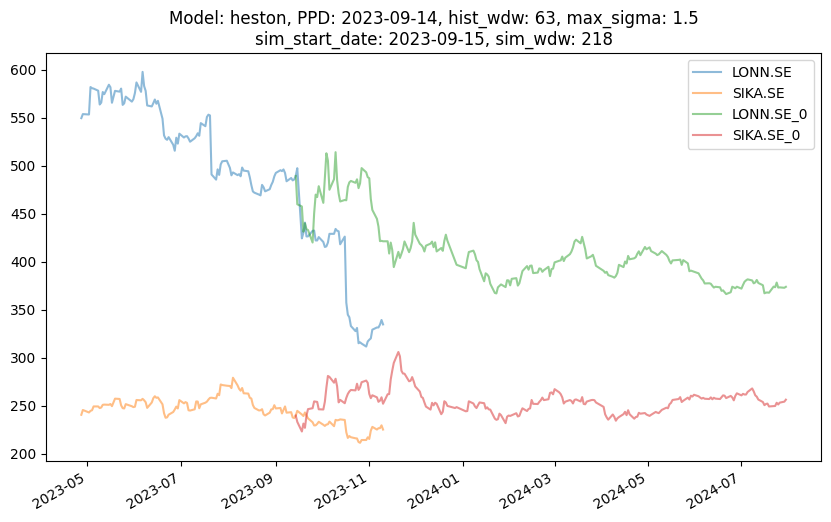 Model: heston, PPD: 2023-09-14, hist_wdw: 63, max_sigma: 1.5
sim_start_date: 2023-09-15, sim_wdw: 218
LONN.SE
SIKA.SE
LONN.SE_0
SIKA.SE_0
600
550
500
450
400
350
300
250
200
2023-05
2023-07
2023-09
2023-11
2024-01
2024-03
2024-05
2024-07